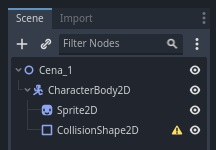 Scene Import
Filter Nodes
Cena_1
CharacterBody2D
Sprite2D
CollisionShape2D